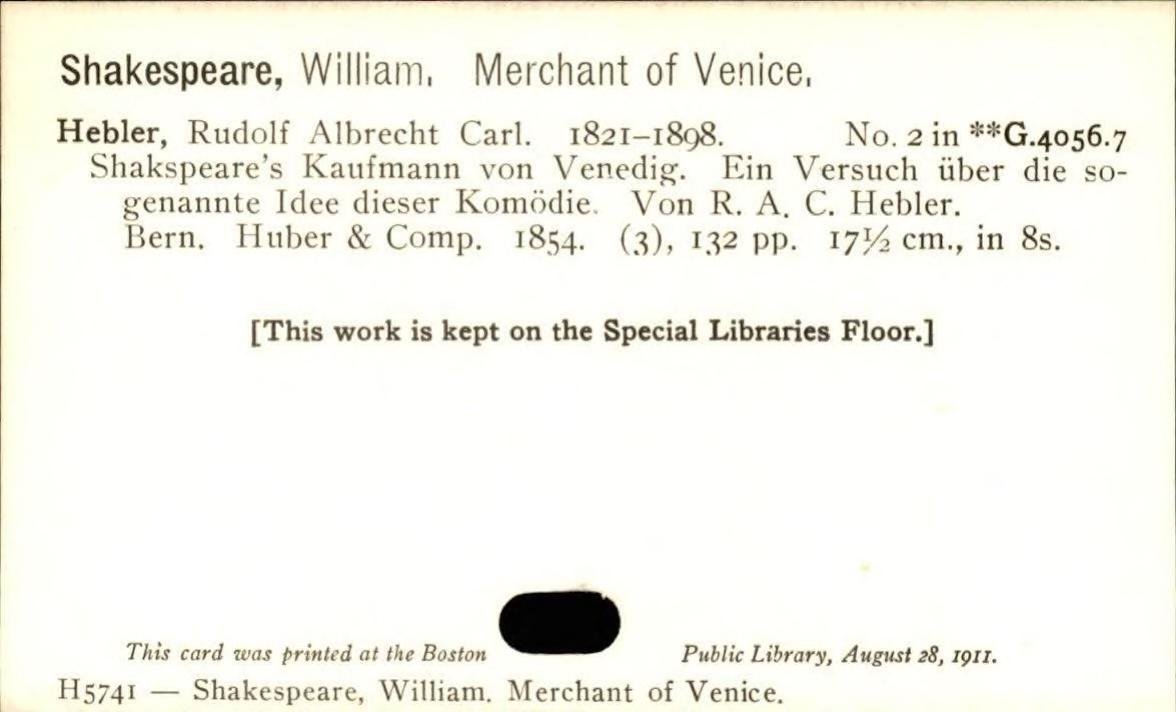 Shakespeare, William. Merchant of Venice.
Hebler, Rudolf Albrecht Carl. 1821–1898. No. 2 in **G.4056.7
Shakspeare's Kaufmann von Venedig. Ein Versuch über die so-
genannte Idee dieser Komödie. Von R. A. C. Hebler.
Bern. Huber & Comp. 1854. (3), 132 pp. 17½ cm., in 8s.
[This work is kept on the Special Libraries Floor.]
This card was printed at the Boston Public Library, August 28, 1911.
H5741 — Shakespeare, William. Merchant of Venice.